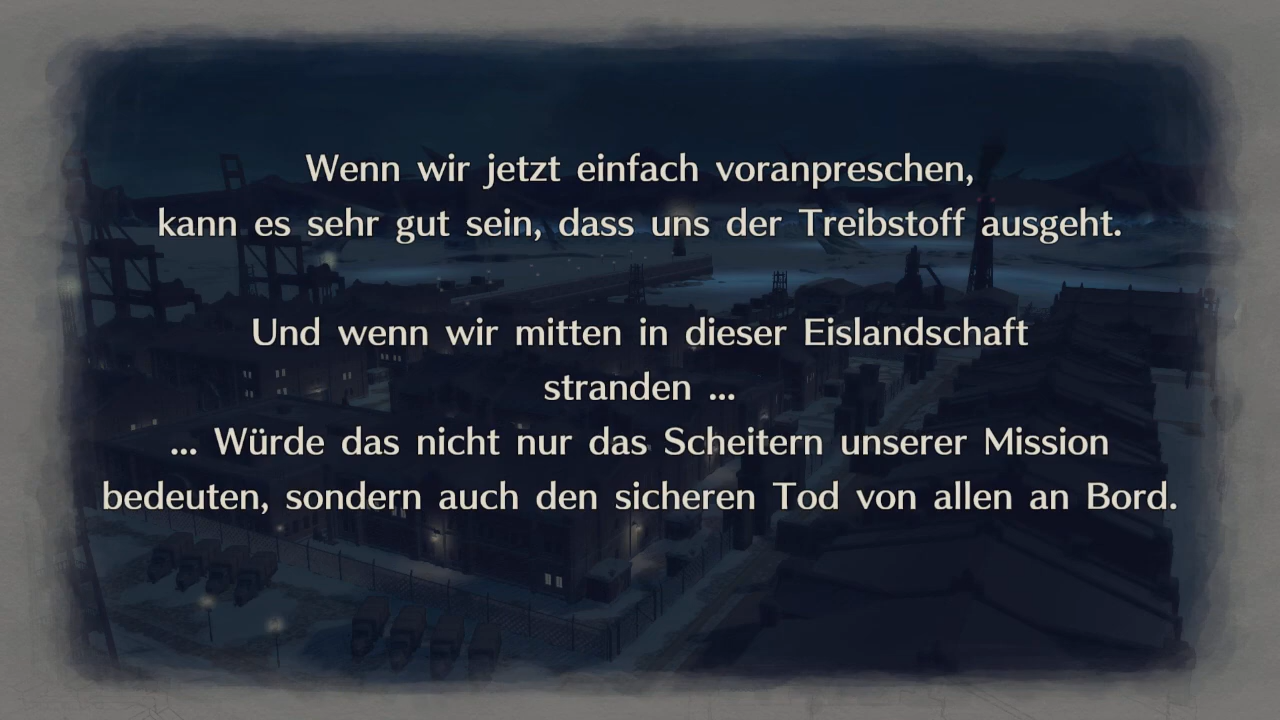 Wenn wir jetzt einfach voranpreschen,
kann es sehr gut sein, dass uns der Treibstoff ausgeht.
Und wenn wir mitten in dieser Eislandschaft
stranden ...
... Würde das nicht nur das Scheitern unserer Mission
bedeuten, sondern auch den sicheren Tod von allen an Bord.